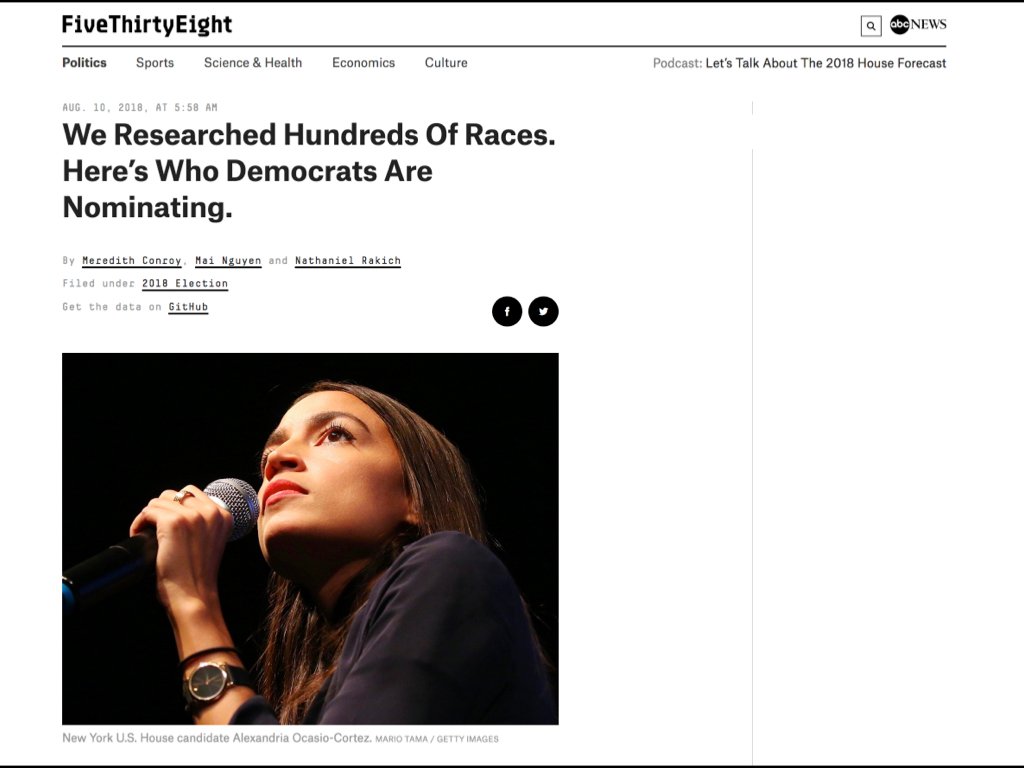 FiveThirtyEight
abc NEWS
Politics Sports Science & Health Economics Culture
Podcast: Let’s Talk About The 2018 House Forecast
AUG. 10, 2018, AT 5:58 AM
We Researched Hundreds Of Races.
Here’s Who Democrats Are
Nominating.
By Meredith Conroy, Mai Nguyen and Nathaniel Rakich
Filed under 2018 Election
Get the data on GitHub
New York U.S. House candidate Alexandria Ocasio-Cortez. MARIO TAMA / GETTY IMAGES